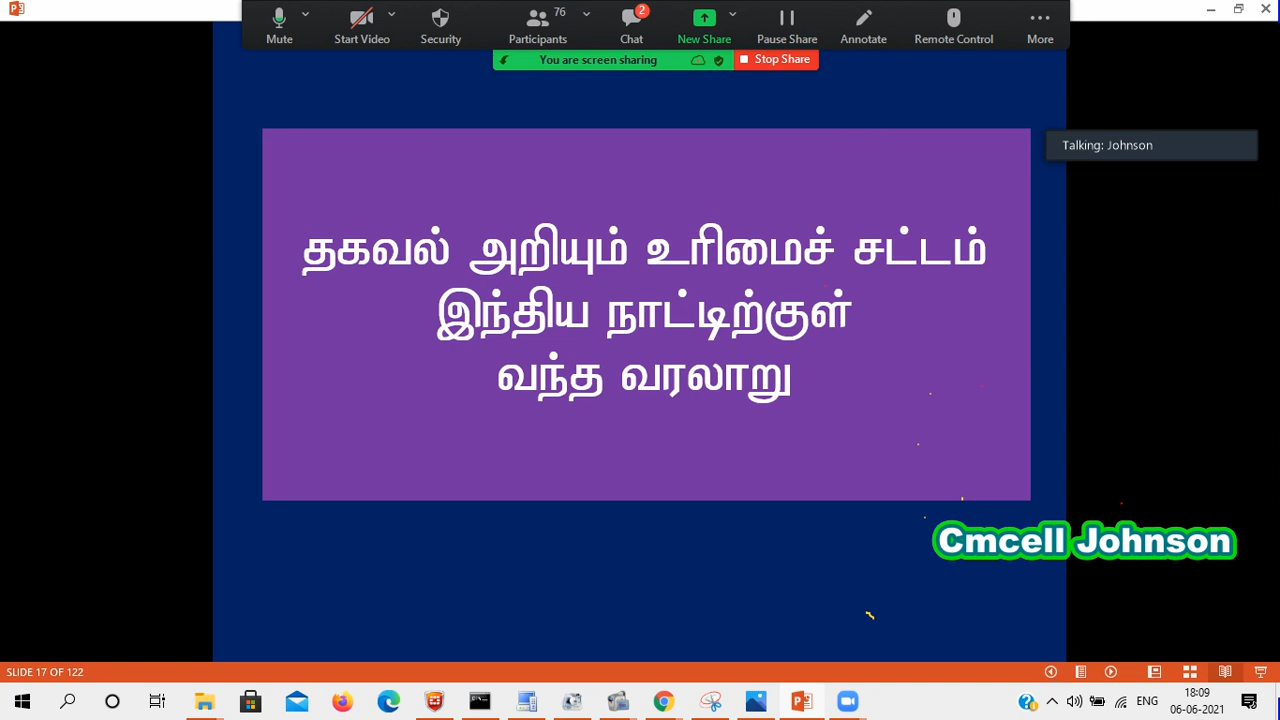 Mute
Start Video
Security
Participants
76
Chat
2
New Share
Pause Share
Annotate
Remote Control
More
You are screen sharing
Stop Share
Talking: Johnson
தகவல் அறியும் உரிமைச் சட்டம்
இந்திய நாட்டிற்குள்
வந்த வரலாறு
Cmcell Johnson
SLIDE 17 OF 122
ENG
18:09
06-06-2021